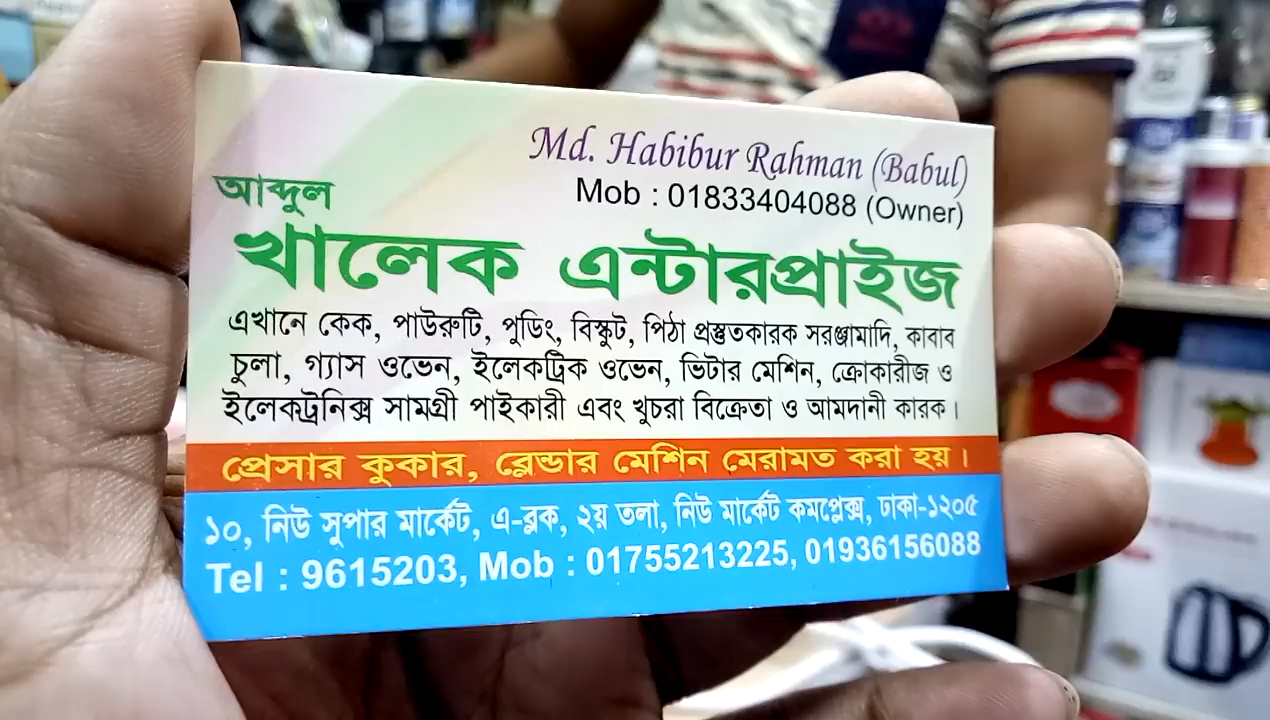 Md. Habibur Rahman (Babul)
Mob : 01833404088 (Owner)
আব্দুল
খালেক এন্টারপ্রাইজ
এখানে কেক, পাউরুটি, পুডিং, বিস্কুট, পিঠা প্রস্তুতকারক সরঞ্জামাদি, কাবাব
চুলা, গ্যাস ওভেন, ইলেকট্রিক ওভেন, ভিটার মেশিন, ক্রোকারীজ ও
ইলেকট্রনিক্স সামগ্রী পাইকারী এবং খুচরা বিক্রেতা ও আমদানী কারক।
প্রেসার কুকার, ব্লেন্ডার মেশিন মেরামত করা হয়।
১০, নিউ সুপার মার্কেট, এ-ব্লক, ২য় তলা, নিউ মার্কেট কমপ্লেক্স, ঢাকা-১২০৫
Tel : 9615203, Mob : 01755213225, 01936156088